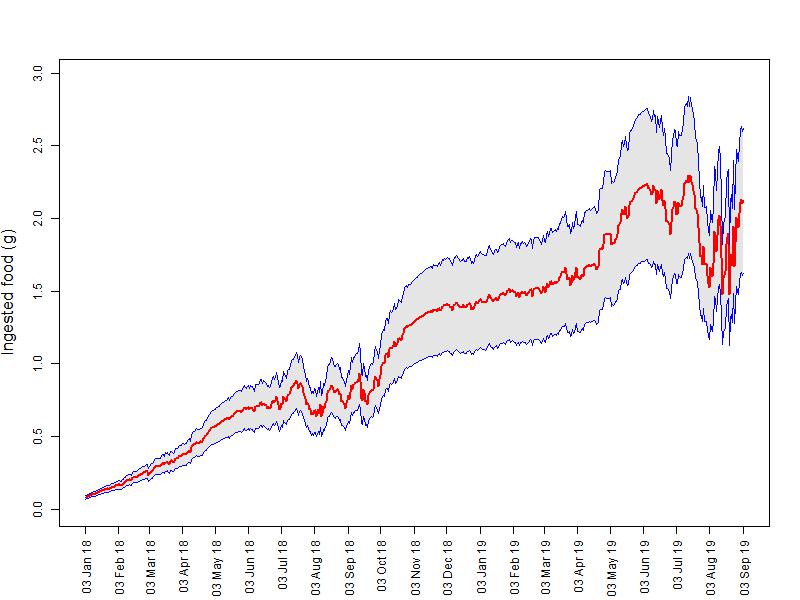 Ingested food (g)
3.0
2.5
2.0
1.5
1.0
0.5
0.0
03 Jan 18
03 Feb 18
03 Mar 18
03 Apr 18
03 May 18
03 Jun 18
03 Jul 18
03 Aug 18
03 Sep 18
03 Oct 18
03 Nov 18
03 Dec 18
03 Jan 19
03 Feb 19
03 Mar 19
03 Apr 19
03 May 19
03 Jun 19
03 Jul 19
03 Aug 19
03 Sep 19